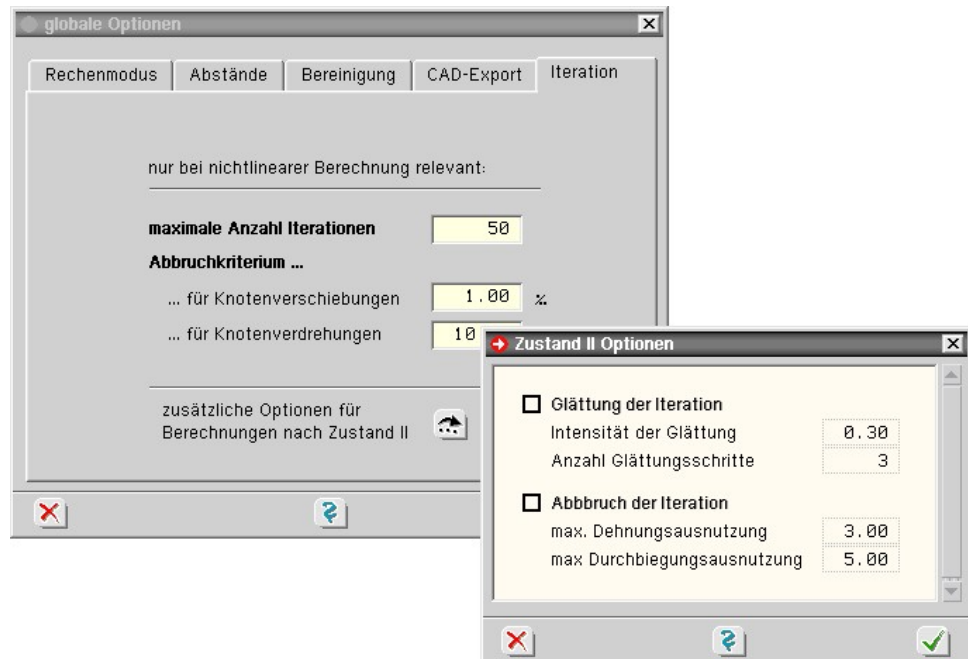 globale Optionen
Rechenmodus Abstände Bereinigung CAD-Export Iteration
nur bei nichtlinearer Berechnung relevant:
maximale Anzahl Iterationen 50
Abbruchkriterium ...
... für Knotenverschiebungen 1.00 ‰
... für Knotenverdrehungen 10
zusätzliche Optionen für
Berechnungen nach Zustand II
Zustand II Optionen
Glättung der Iteration
Intensität der Glättung 0.30
Anzahl Glättungsschritte 3
Abbbruch der Iteration
max. Dehnungsausnutzung 3.00
max Durchbiegungsausnutzung 5.00